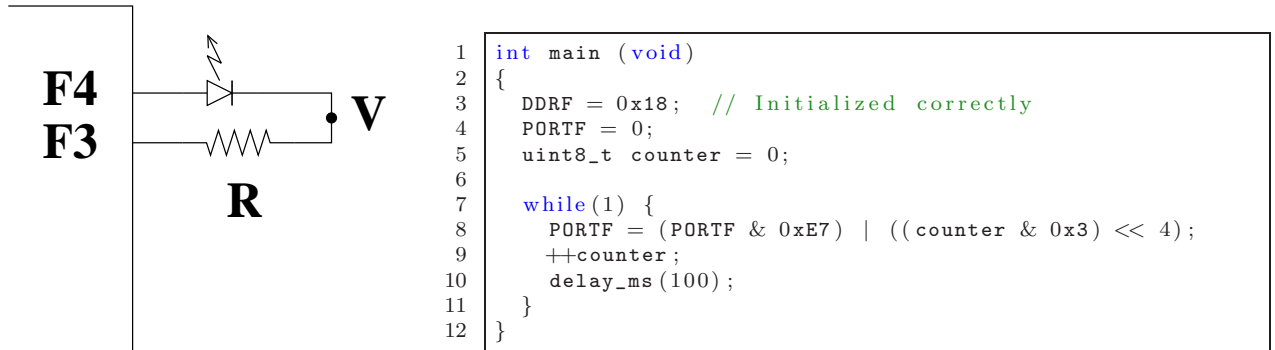 F4
F3
V
R
1 int main (void)
2 {
3 DDRF = 0x18; // Initialized correctly
4 PORTF = 0;
5 uint8_t counter = 0;
6
7 while(1) {
8 PORTF = (PORTF & 0xE7) | ((counter & 0x3) << 4);
9 ++counter;
10 delay_ms(100);
11 }
12 }